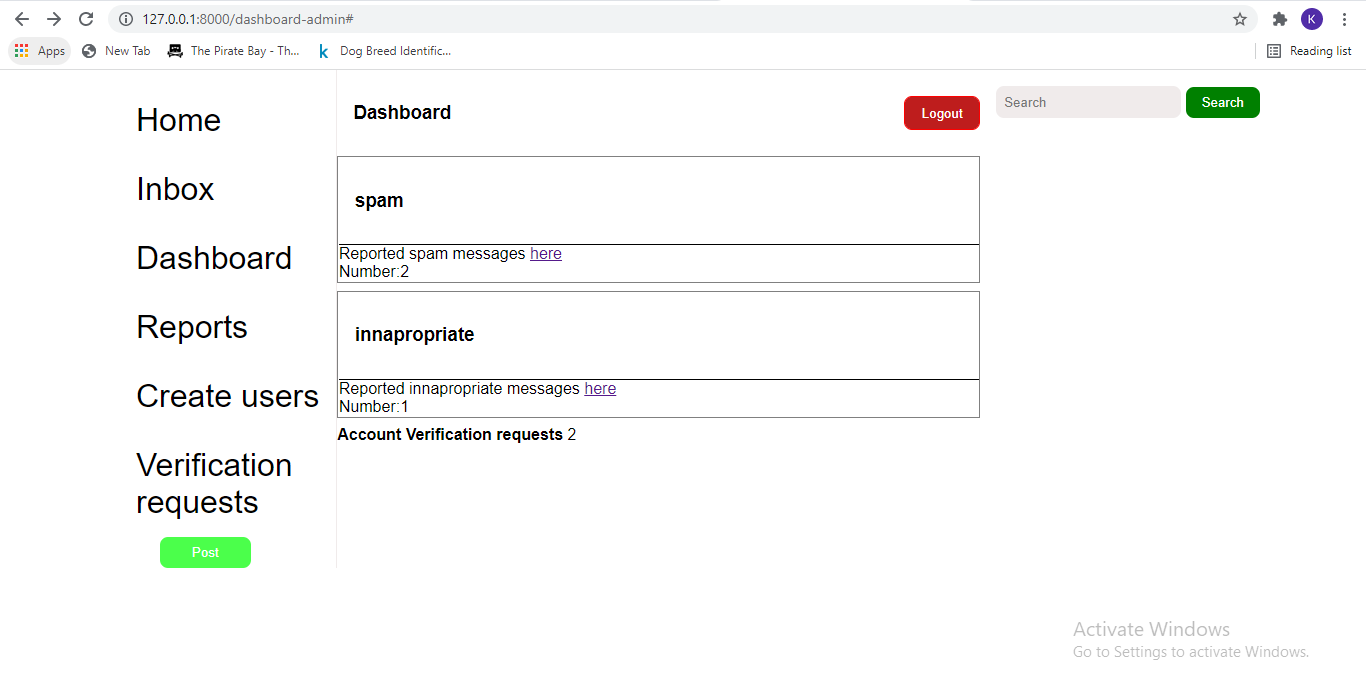 127.0.0.1:8000/dashboard-admin#
K
Apps
New Tab
The Pirate Bay - Th...
k
Dog Breed Identific...
Reading list
Home
Inbox
Dashboard
Reports
Create users
Verification
requests
Post
Dashboard
Logout
spam
Reported spam messages here
Number:2
innapropriate
Reported innapropriate messages here
Number:1
Account Verification requests 2
Search
Search
Activate Windows
Go to Settings to activate Windows.